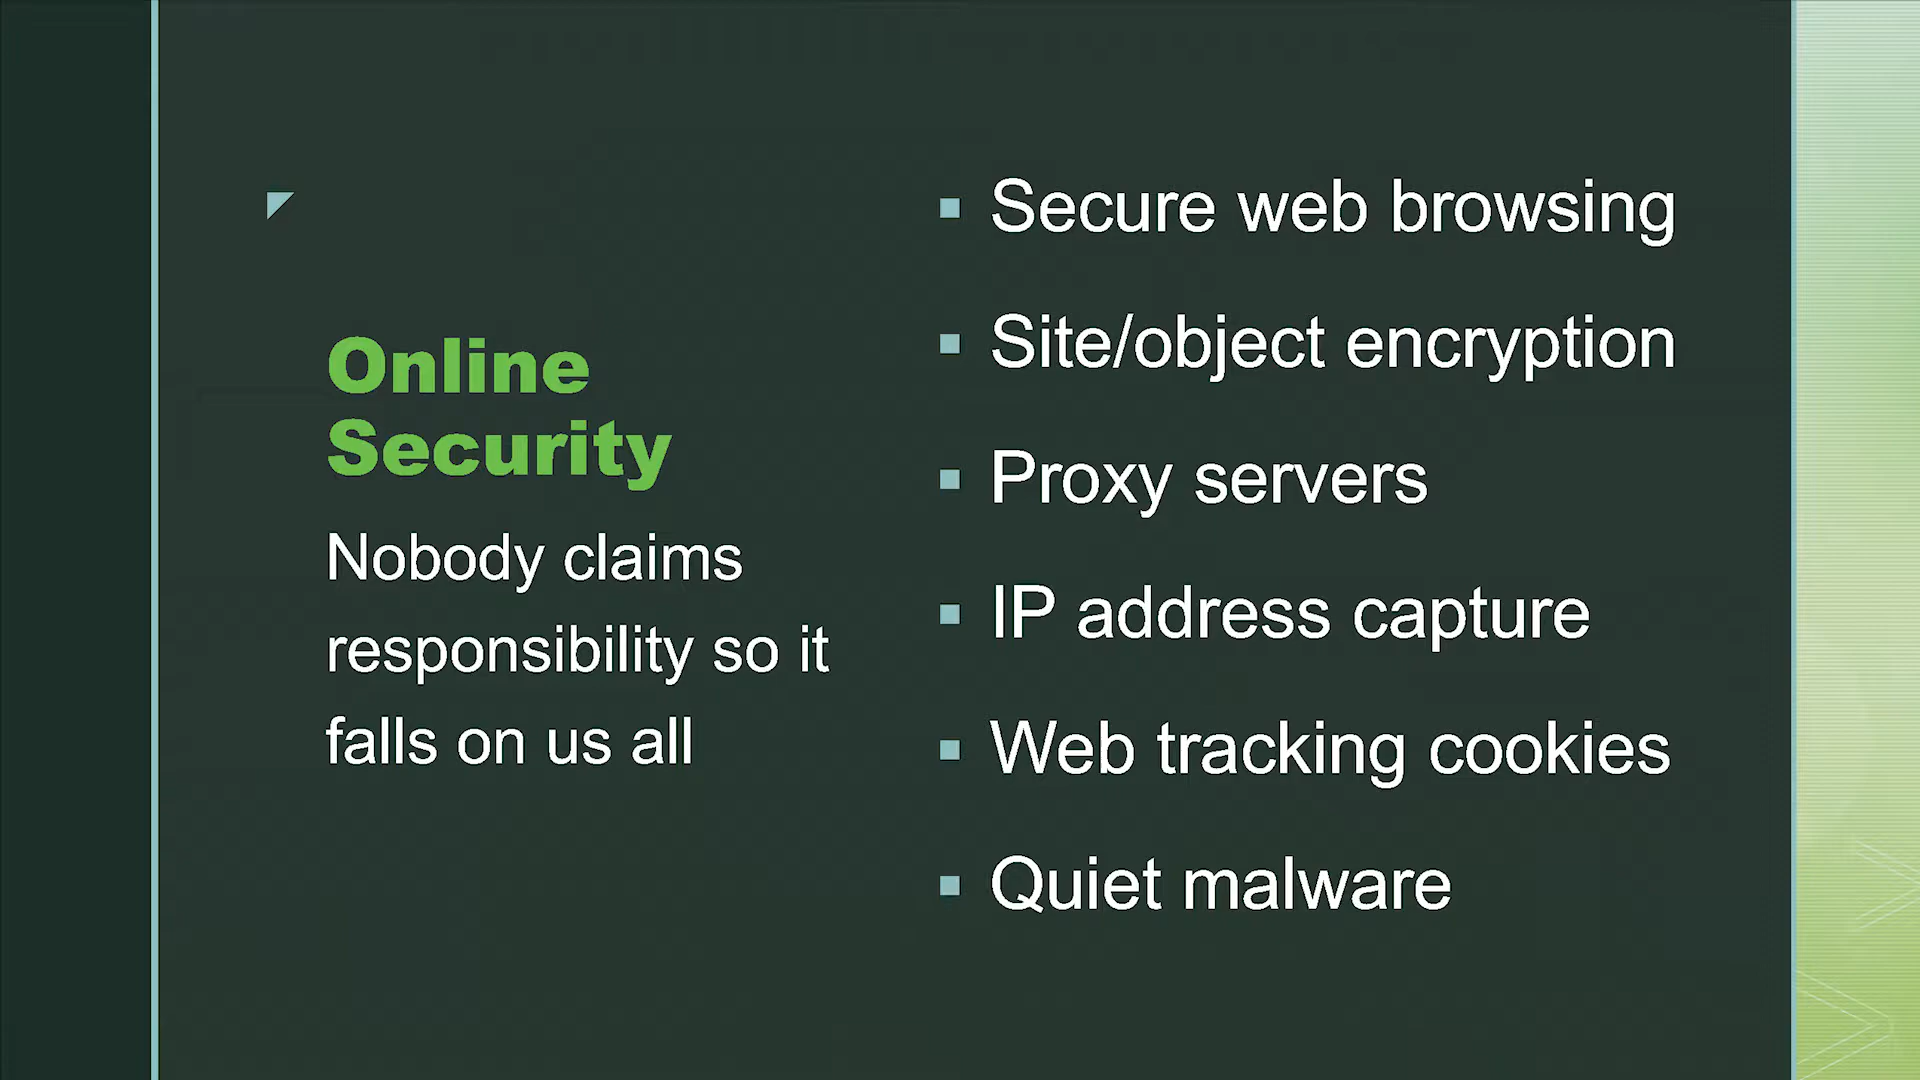 Online
Security
Nobody claims
responsibility so it
falls on us all
Secure web browsing
Site/object encryption
Proxy servers
IP address capture
Web tracking cookies
Quiet malware